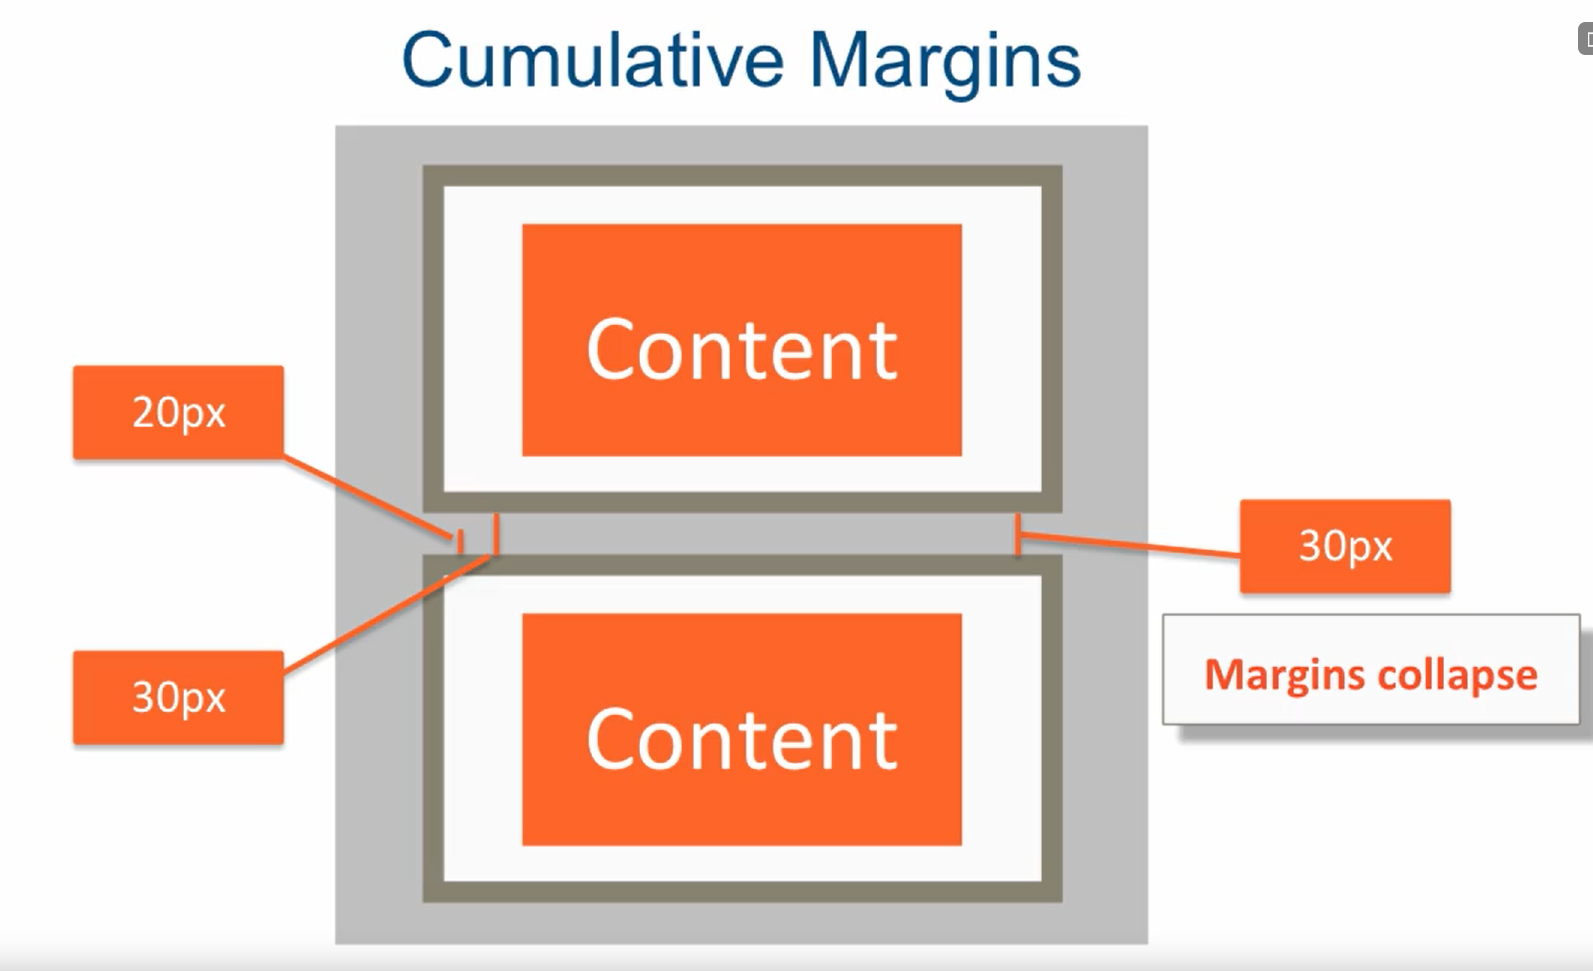 Cumulative Margins
Content
20px
30px
30px
Margins collapse
Content